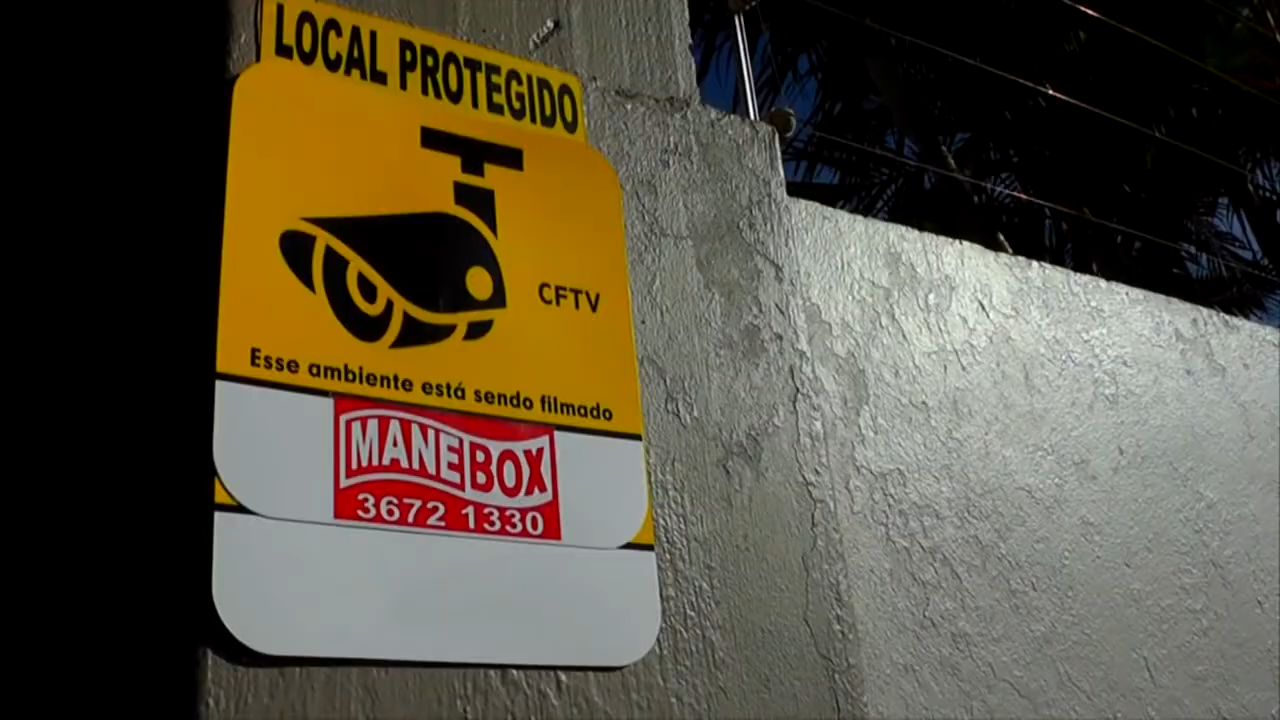 LOCAL PROTEGIDO
CFTV
Esse ambiente está sendo filmado
MANEBOX
3672 1330